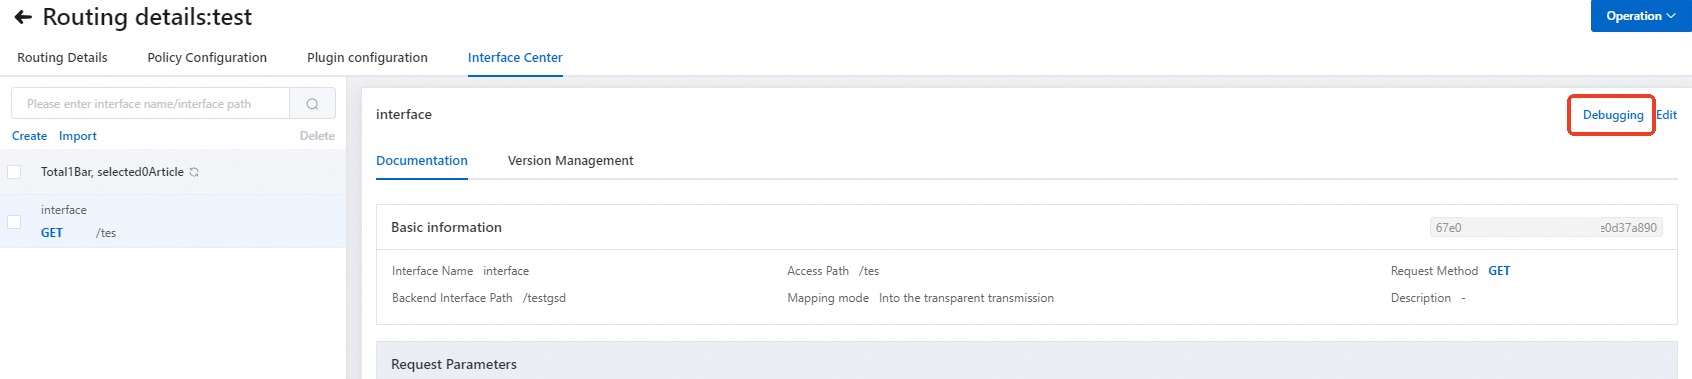 Routing details:test
Operation
Routing Details
Policy Configuration
Plugin configuration
Interface Center
Please enter interface name/interface path
Create
Import
Delete
Total1Bar, selected0Article
interface
GET
/tes
interface
Debugging
Edit
Documentation
Version Management
Basic information
67e0 e0d37a890
Interface Name interface
Access Path /tes
Request Method GET
Backend Interface Path /testgsd
Mapping mode Into the transparent transmission
Description -
Request Parameters